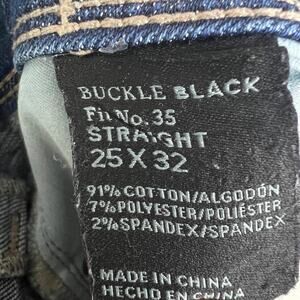 BUCKLE BLACK
Fit No. 35
STRAIGHT
25 X 32
91% COTTON/ALGODÓN
7% POLYESTER/POLIÉSTER
2% SPANDEX/SPANDEX
MADE IN CHINA
HECHO EN CHINA